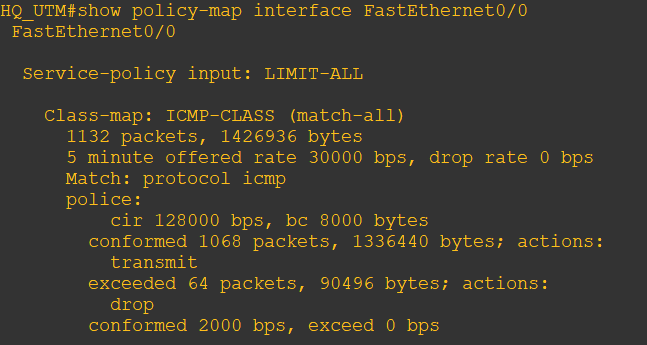 HQ_UTM#show policy-map interface FastEthernet0/0
FastEthernet0/0
Service-policy input: LIMIT-ALL
Class-map: ICMP-CLASS (match-all)
1132 packets, 1426936 bytes
5 minute offered rate 30000 bps, drop rate 0 bps
Match: protocol icmp
police:
cir 128000 bps, bc 8000 bytes
conformed 1068 packets, 1336440 bytes; actions:
transmit
exceeded 64 packets, 90496 bytes; actions:
drop
conformed 2000 bps, exceed 0 bps